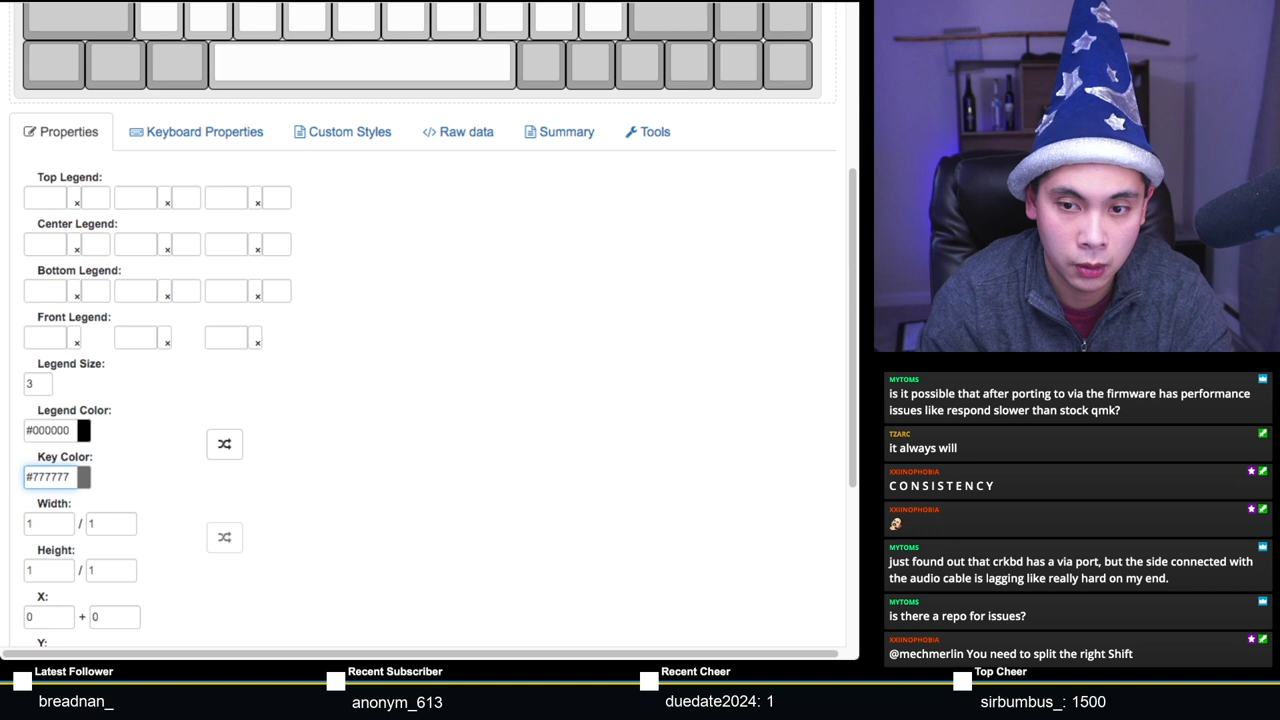 Properties
Keyboard Properties
Custom Styles
</> Raw data
Summary
Tools
Top Legend:
x x x
Center Legend:
x x x
Bottom Legend:
x x x
Front Legend:
x x x
Legend Size:
3
Legend Color:
#000000
Key Color:
#777777
Width:
1 / 1
Height:
1 / 1
X:
0 + 0
Y:
MYTOMS
is it possible that after porting to via the firmware has performance
issues like respond slower than stock qmk?
TZARC
it always will
XXIINOPHOBIA
C O N S I S T E N C Y
XXIINOPHOBIA
MYTOMS
just found out that crkbd has a via port, but the side connected with
the audio cable is lagging like really hard on my end.
MYTOMS
is there a repo for issues?
XXIINOPHOBIA
@mechmerlin You need to split the right Shift
Latest Follower
breadnan_
Recent Subscriber
anonym_613
Recent Cheer
duedate2024: 1
Top Cheer
sirbumbus_: 1500